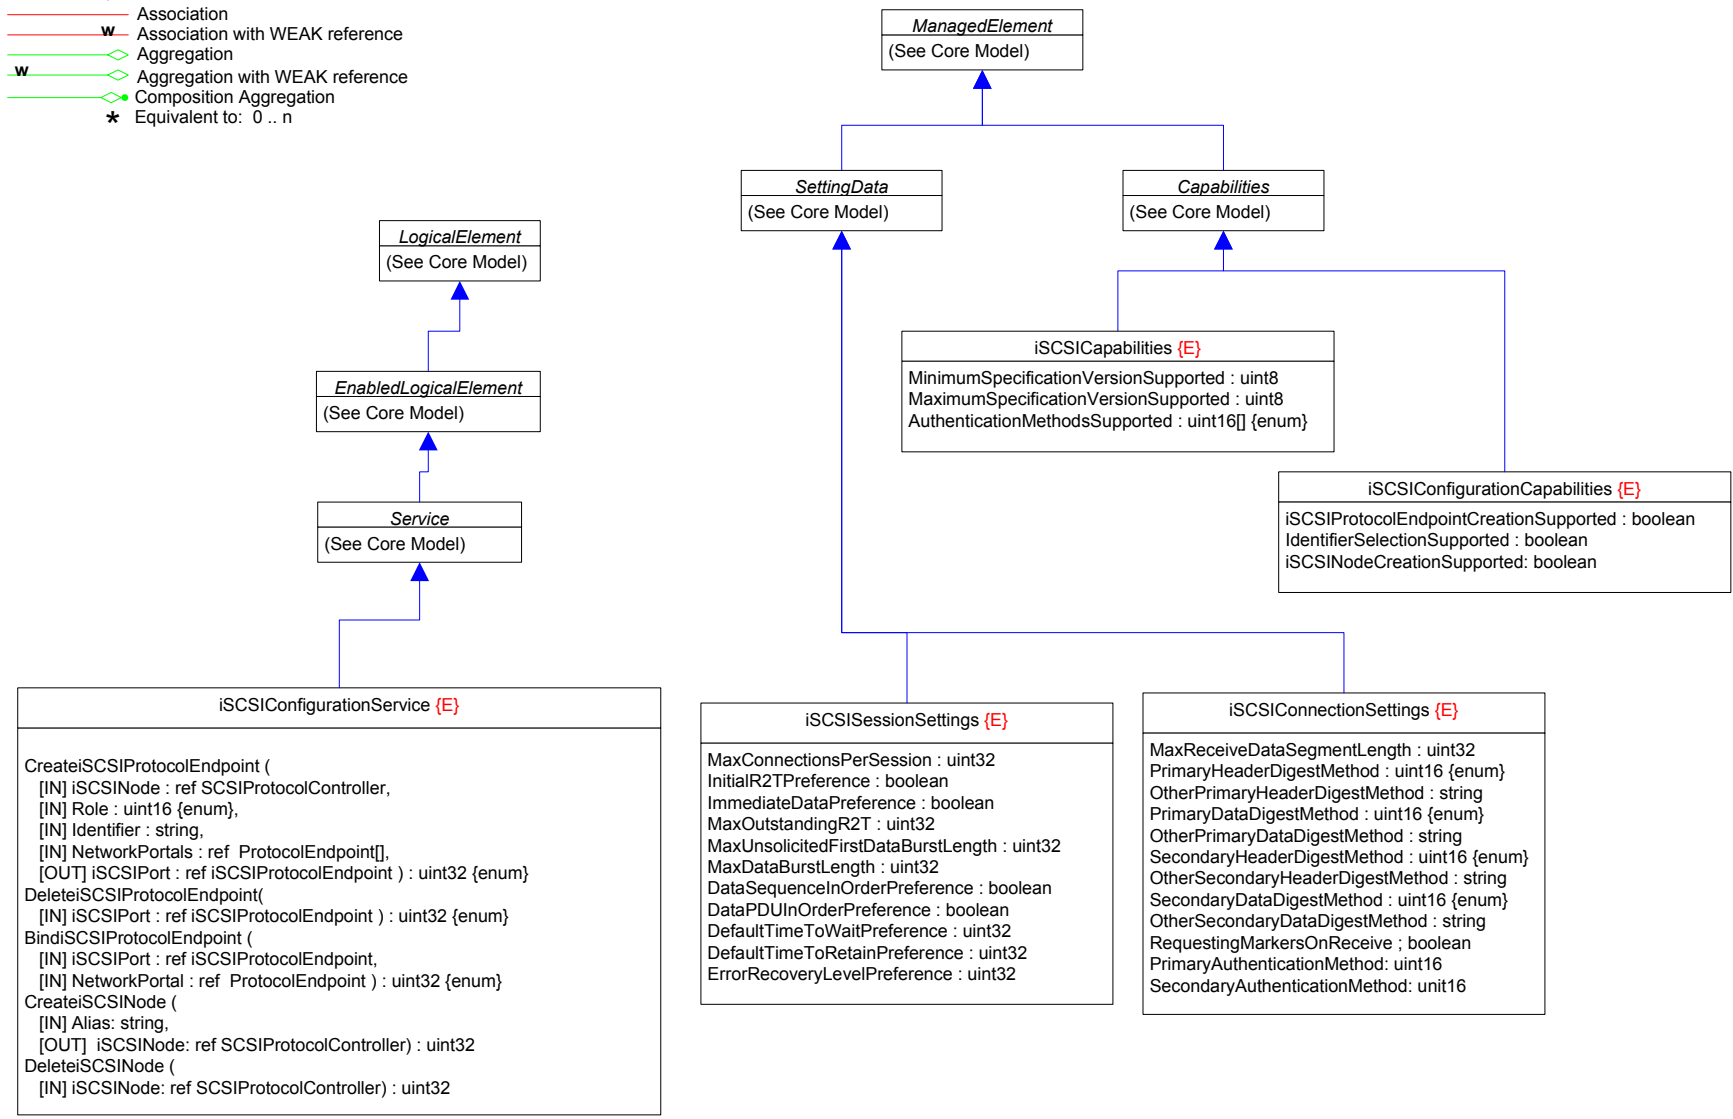 Association
w Association with WEAK reference
Aggregation
w Aggregation with WEAK reference
Composition Aggregation
* Equivalent to: 0 .. n
ManagedElement
(See Core Model)
SettingData
(See Core Model)
Capabilities
(See Core Model)
LogicalElement
(See Core Model)
EnabledLogicalElement
(See Core Model)
Service
(See Core Model)
iSCSICapabilities {E}
MinimumSpecificationVersionSupported : uint8
MaximumSpecificationVersionSupported : uint8
AuthenticationMethodsSupported : uint16[] {enum}
iSCSIConfigurationCapabilities {E}
iSCSIProtocolEndpointCreationSupported : boolean
IdentifierSelectionSupported : boolean
iSCSINodeCreationSupported: boolean
iSCSIConfigurationService {E}
CreateiSCSIProtocolEndpoint (
[IN] iSCSINode : ref SCSIProtocolController,
[IN] Role : uint16 {enum},
[IN] Identifier : string,
[IN] NetworkPortals : ref ProtocolEndpoint[],
[OUT] iSCSIPort : ref iSCSIProtocolEndpoint ) : uint32 {enum}
DeleteiSCSIProtocolEndpoint(
[IN] iSCSIPort : ref iSCSIProtocolEndpoint ) : uint32 {enum}
BindiSCSIProtocolEndpoint (
[IN] iSCSIPort : ref iSCSIProtocolEndpoint,
[IN] NetworkPortal : ref ProtocolEndpoint ) : uint32 {enum}
CreateiSCSINode (
[IN] Alias: string,
[OUT] iSCSINode: ref SCSIProtocolController) : uint32
DeleteiSCSINode (
[IN] iSCSINode: ref SCSIProtocolController) : uint32
iSCSISessionSettings {E}
MaxConnectionsPerSession : uint32
InitialR2TPreference : boolean
ImmediateDataPreference : boolean
MaxOutstandingR2T : uint32
MaxUnsolicitedFirstDataBurstLength : uint32
MaxDataBurstLength : uint32
DataSequenceInOrderPreference : boolean
DataPDUInOrderPreference : boolean
DefaultTimeToWaitPreference : uint32
DefaultTimeToRetainPreference : uint32
ErrorRecoveryLevelPreference : uint32
iSCSIConnectionSettings {E}
MaxReceiveDataSegmentLength : uint32
PrimaryHeaderDigestMethod : uint16 {enum}
OtherPrimaryHeaderDigestMethod : string
PrimaryDataDigestMethod : uint16 {enum}
OtherPrimaryDataDigestMethod : string
SecondaryHeaderDigestMethod : uint16 {enum}
OtherSecondaryHeaderDigestMethod : string
SecondaryDataDigestMethod : uint16 {enum}
OtherSecondaryDataDigestMethod : string
RequestingMarkersOnReceive ; boolean
PrimaryAuthenticationMethod: uint16
SecondaryAuthenticationMethod: unit16